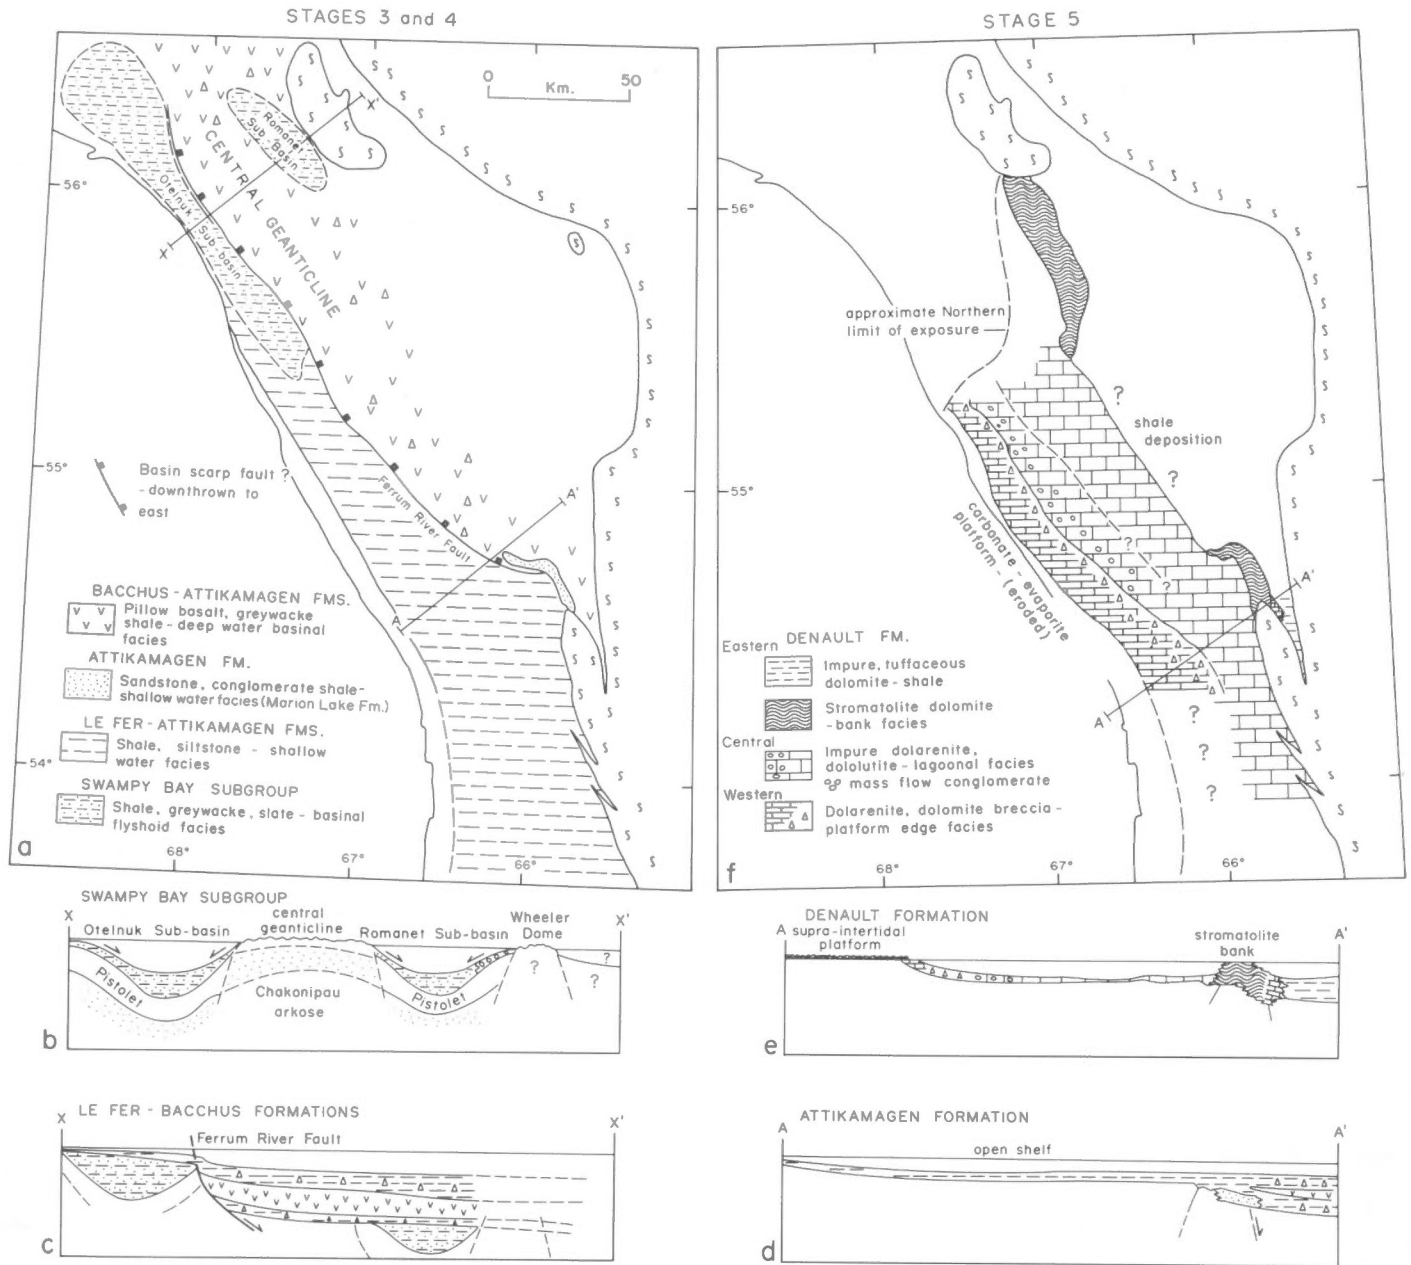 STAGES 3 and 4
0 50
Km.
X'
Romanet
Sub-Basin
CENTRAL GEANTICLINE
Otelnuk Sub-basin
X
56°
55°
54°
Basin scarp fault ?
- downthrown to
east
Ferrum River Fault
A'
A
BACCHUS-ATTIKAMAGEN FMS.
Pillow basalt, greywacke
shale-deep water basinal
facies
ATTIKAMAGEN FM.
Sandstone, conglomerate shale-
shallow water facies (Marion Lake Fm.)
LE FER-ATTIKAMAGEN FMS.
Shale, siltstone - shallow
water facies
SWAMPY BAY SUBGROUP
Shale, greywacke, slate - basinal
flyshoid facies
a
68° 67° 66°
STAGE 5
56°
55°
approximate Northern
limit of exposure
?
shale
deposition
?
?
?
carbonate-evaporite
platform-(eroded)
A'
A
?
?
?
DENAULT FM.
Eastern
Impure, tuffaceous
dolomite-shale
Stromatolite dolomite
-bank facies
Central
Impure dolarenite,
dololutite-lagoonal facies
mass flow conglomerate
Western
Dolarenite, dolomite breccia-
platform edge facies
f
68° 67° 66°
SWAMPY BAY SUBGROUP
X X'
Otelnuk Sub-basin
central
geanticline
Romanet Sub-basin
Wheeler
Dome
? ? ?
Pistolet
Chakonipau
arkose
Pistolet
b
DENAULT FORMATION
A A'
supra-intertidal
platform
stromatolite
bank
e
LE FER - BACCHUS FORMATIONS
X X'
Ferrum River Fault
c
ATTIKAMAGEN FORMATION
A A'
open shelf
d